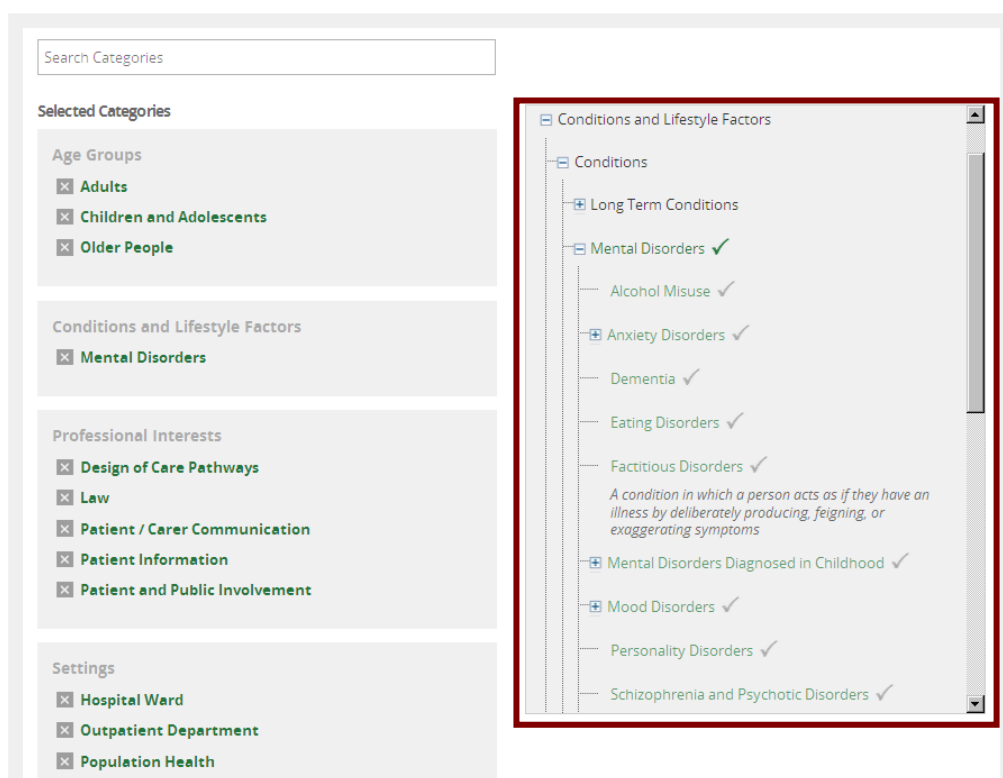 Search Categories
Selected Categories
Age Groups
Adults
Children and Adolescents
Older People
Conditions and Lifestyle Factors
Mental Disorders
Professional Interests
Design of Care Pathways
Law
Patient / Carer Communication
Patient Information
Patient and Public Involvement
Settings
Hospital Ward
Outpatient Department
Population Health
Conditions and Lifestyle Factors
Conditions
Long Term Conditions
Mental Disorders
Alcohol Misuse
Anxiety Disorders
Dementia
Eating Disorders
Factitious Disorders
A condition in which a person acts as if they have an
illness by deliberately producing, feigning, or
exaggerating symptoms
Mental Disorders Diagnosed in Childhood
Mood Disorders
Personality Disorders
Schizophrenia and Psychotic Disorders